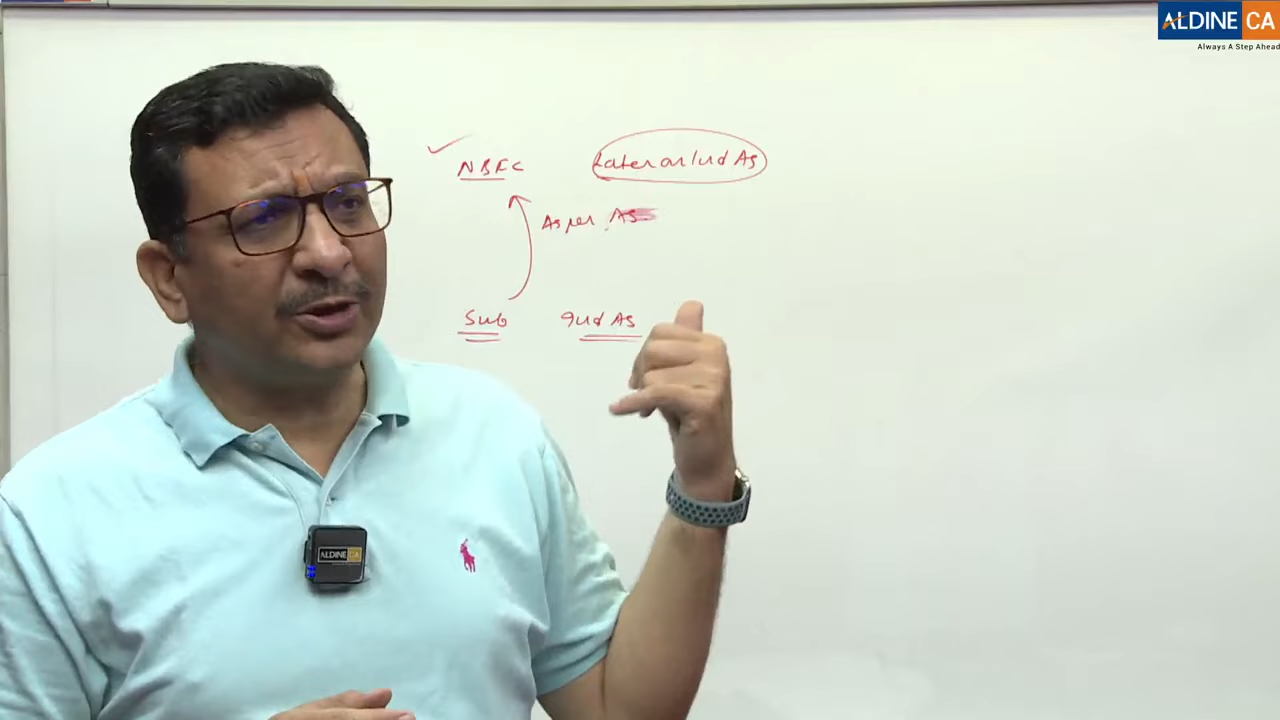 ALDINE CA
Always A Step Ahead
NBFC Later on Ind As
As per As
Sub Ind As
ALDINE CA